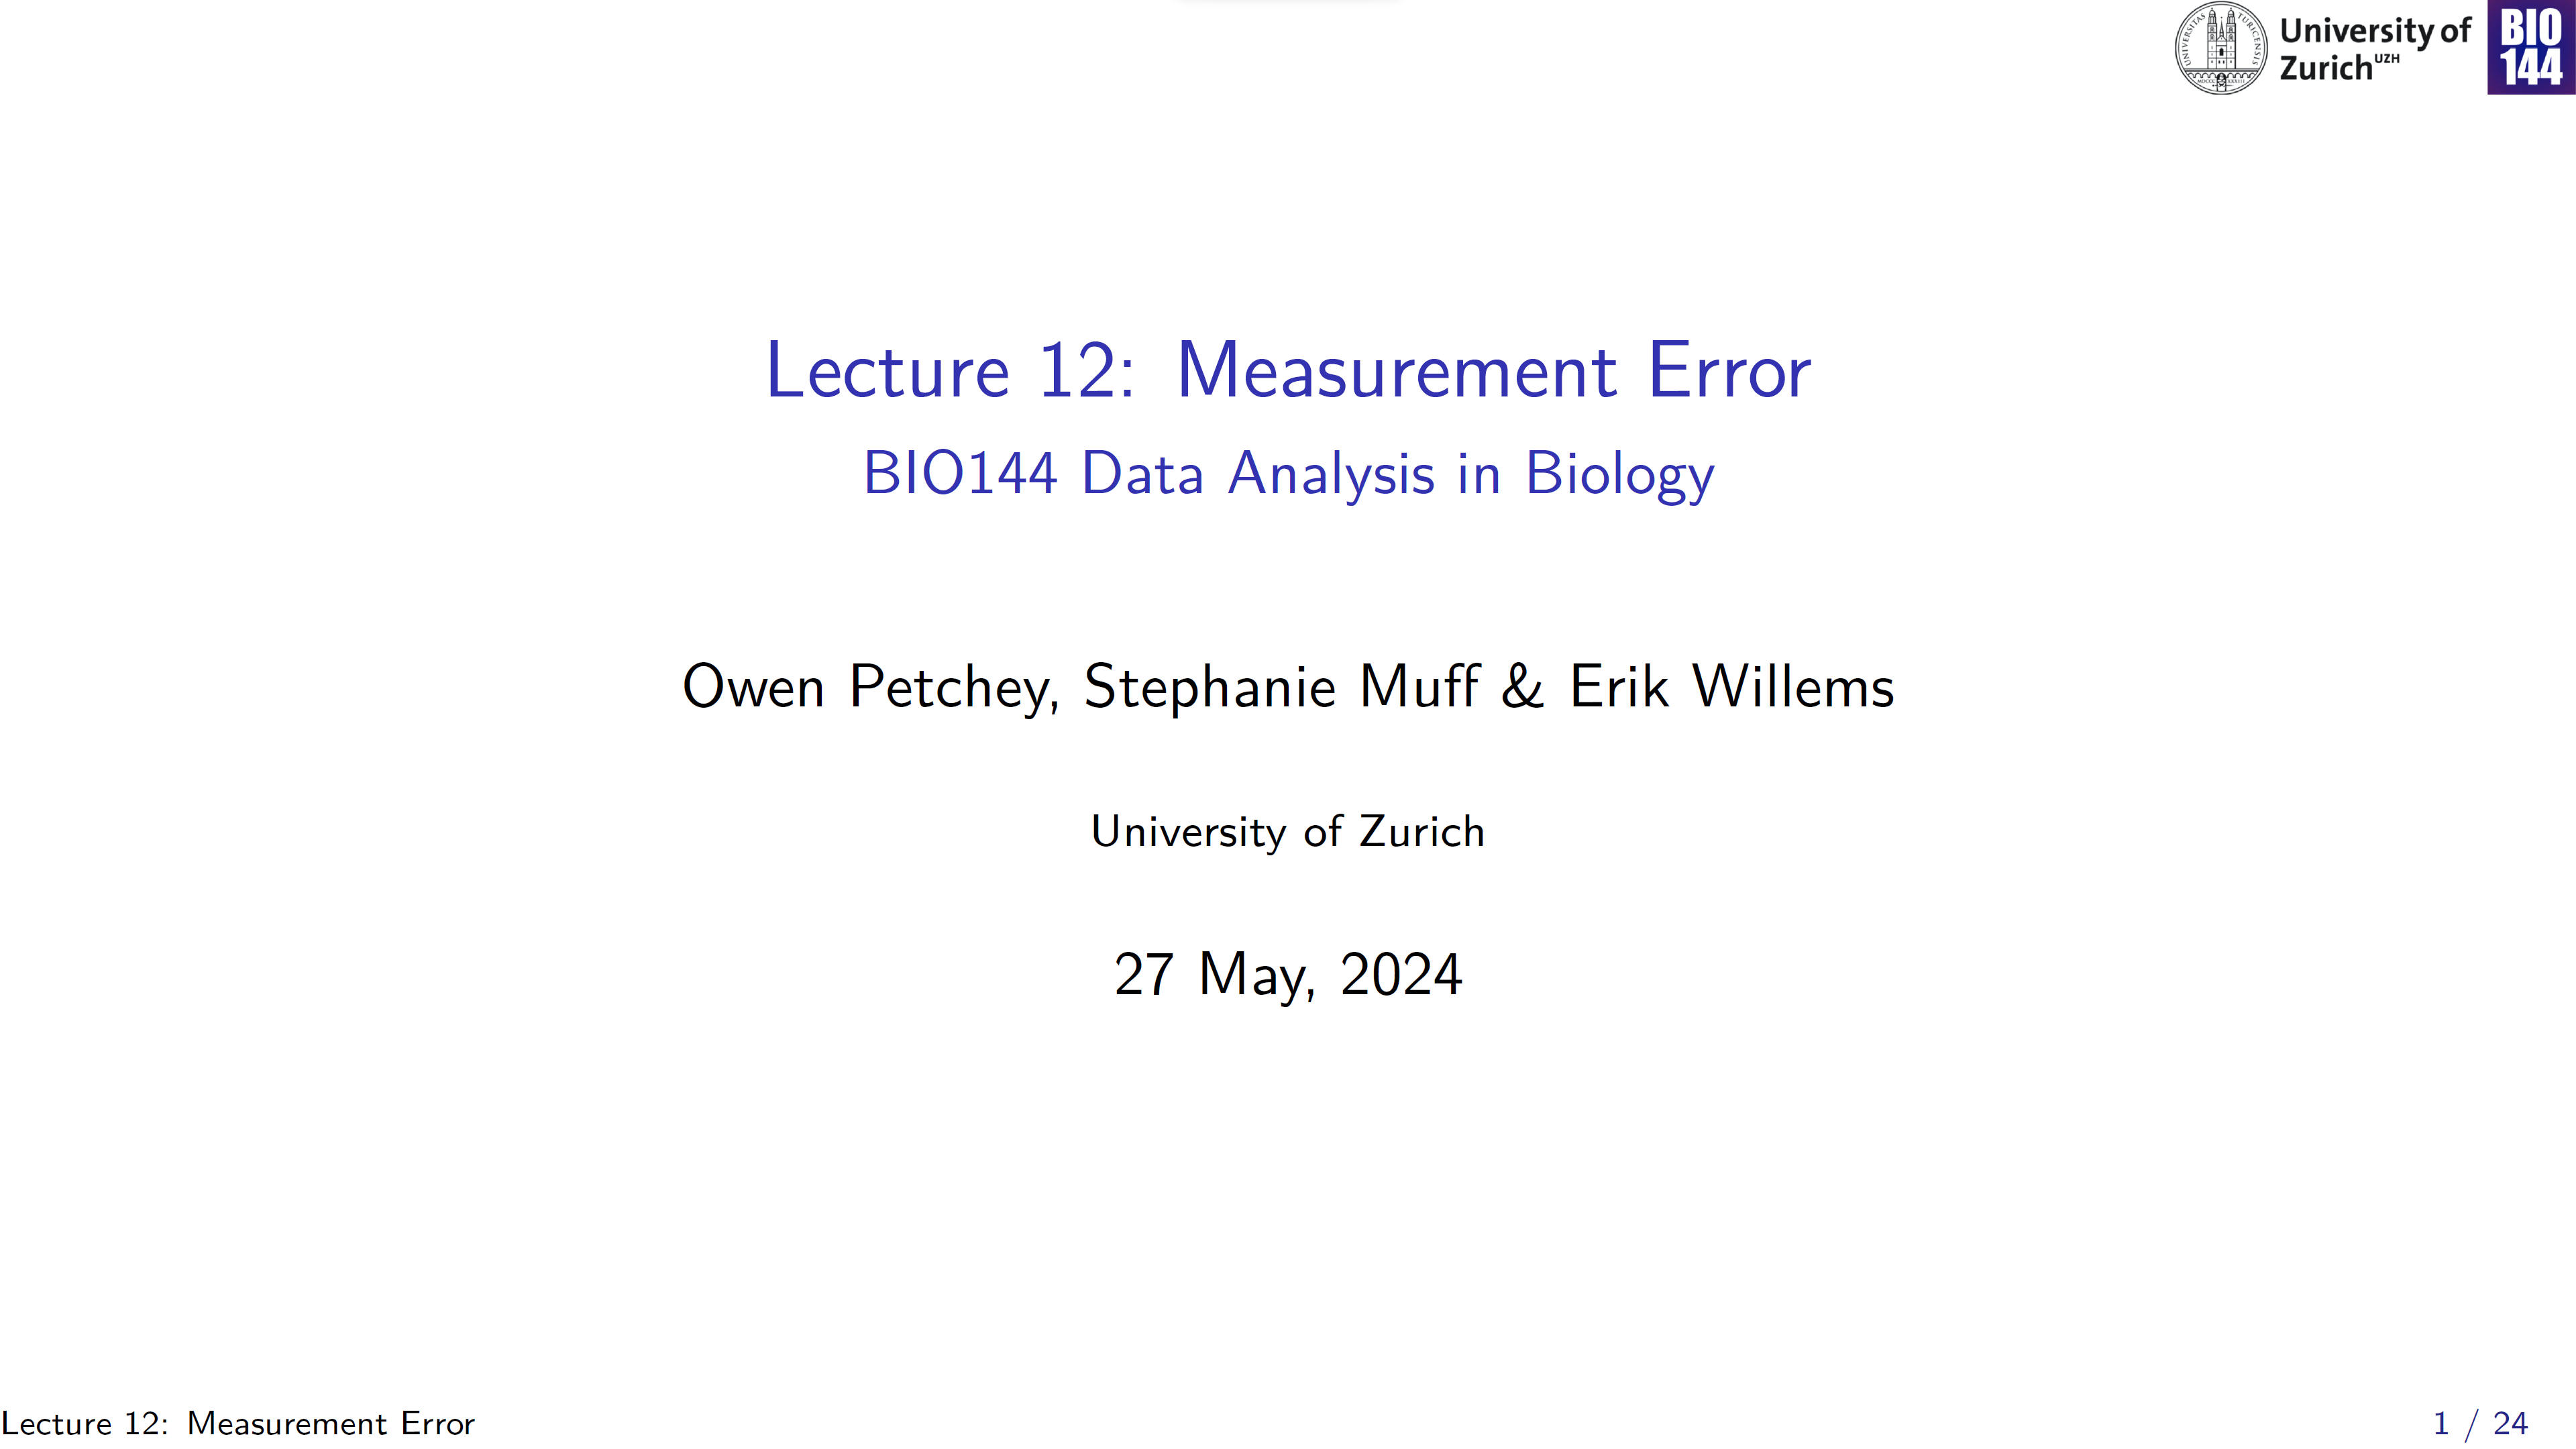 University of
Zurich UZH
BIO
144
Lecture 12: Measurement Error
BIO144 Data Analysis in Biology
Owen Petchey, Stephanie Muff & Erik Willems
University of Zurich
27 May, 2024
Lecture 12: Measurement Error
1 / 24